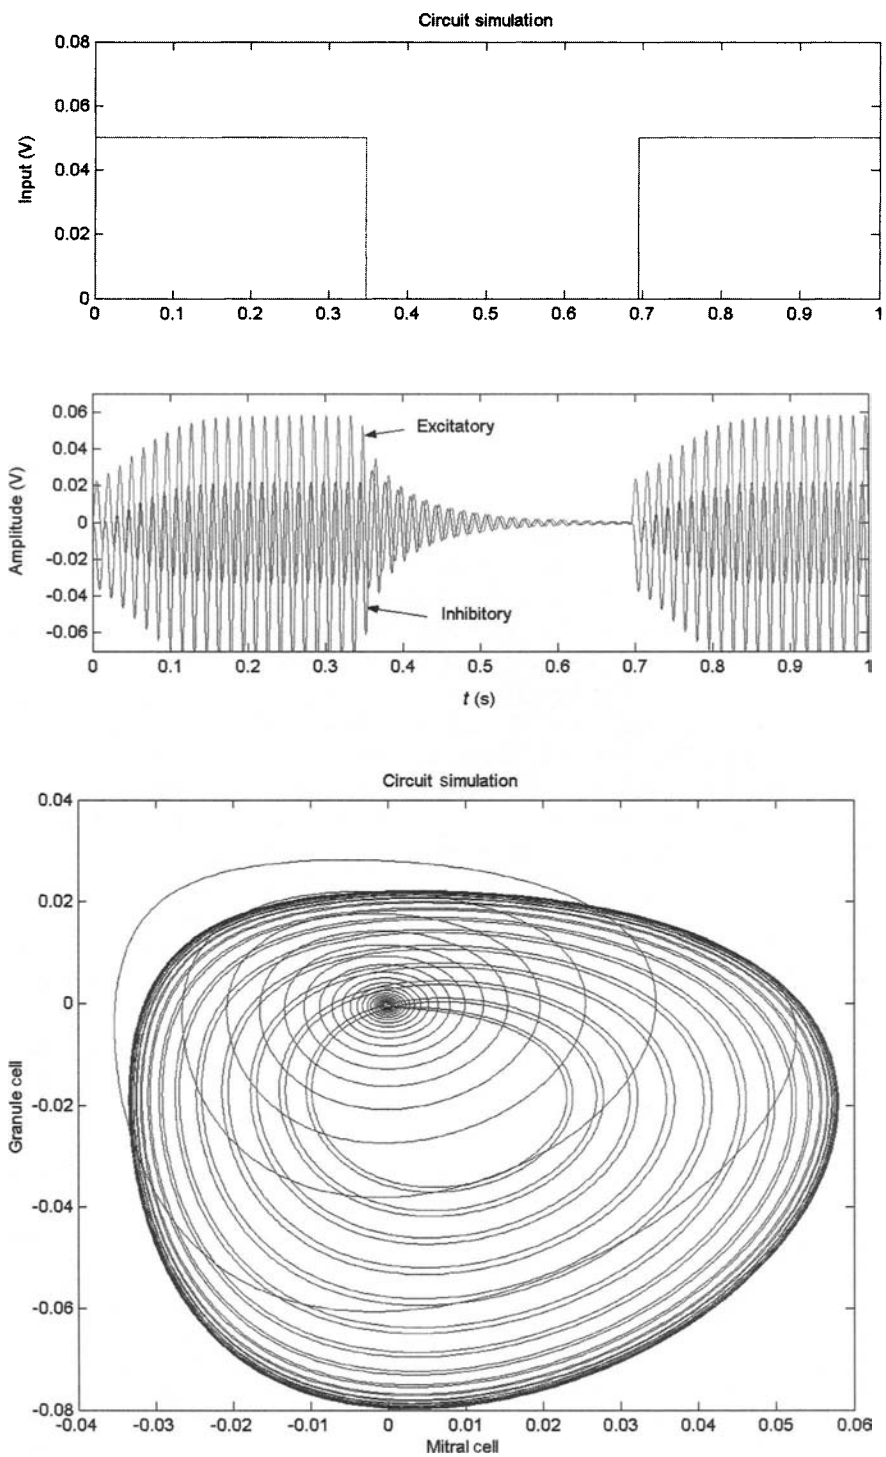 Circuit simulation
0.08
0.06
0.04
0.02
0
Input (V)
0 0.1 0.2 0.3 0.4 0.5 0.6 0.7 0.8 0.9 1
0.06
0.04
0.02
0
-0.02
-0.04
-0.06
Amplitude (V)
Excitatory
Inhibitory
0 0.1 0.2 0.3 0.4 0.5 0.6 0.7 0.8 0.9 1
t (s)
Circuit simulation
0.04
0.02
0
-0.02
-0.04
-0.06
-0.08
Granule cell
-0.04 -0.03 -0.02 -0.01 0 0.01 0.02 0.03 0.04 0.05 0.06
Mitral cell